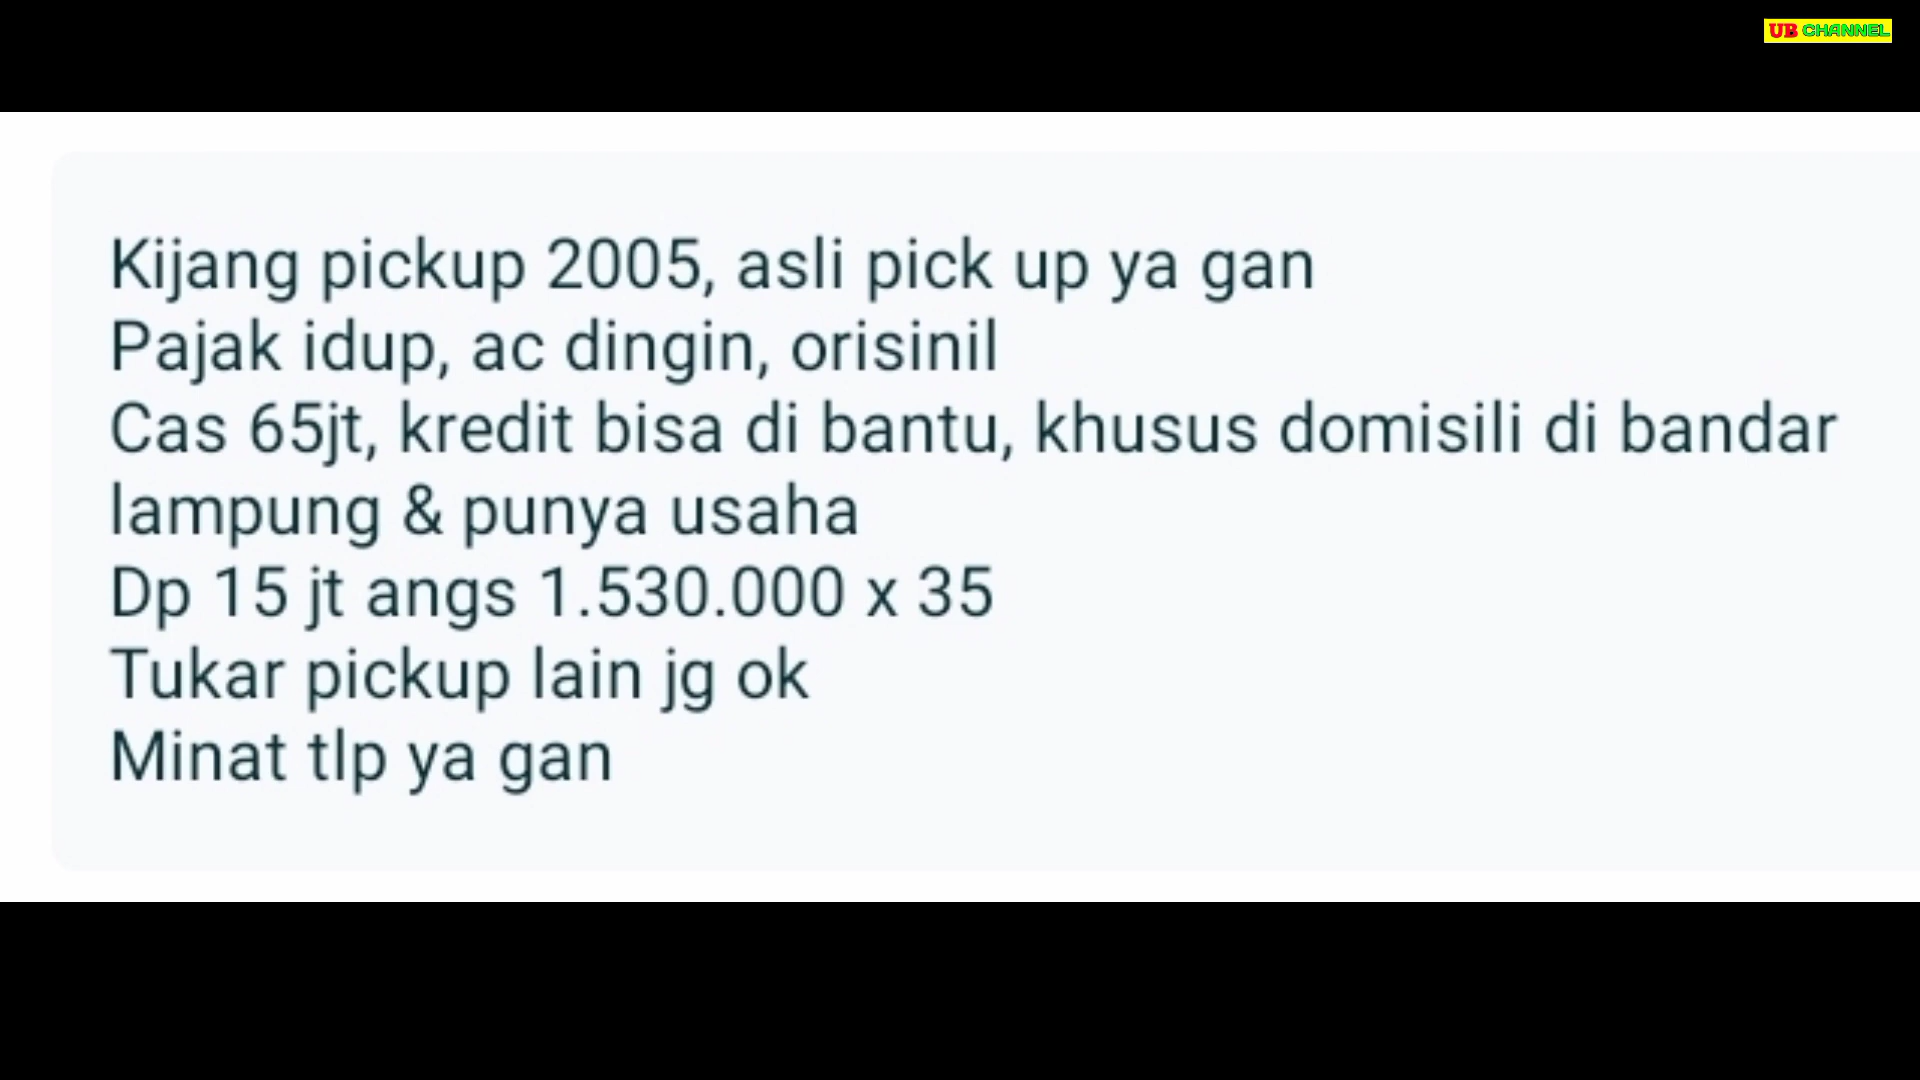 UB CHANNEL
Kijang pickup 2005, asli pick up ya gan
Pajak idup, ac dingin, orisinil
Cas 65jt, kredit bisa di bantu, khusus domisili di bandar
lampung & punya usaha
Dp 15 jt angs 1.530.000 x 35
Tukar pickup lain jg ok
Minat tlp ya gan